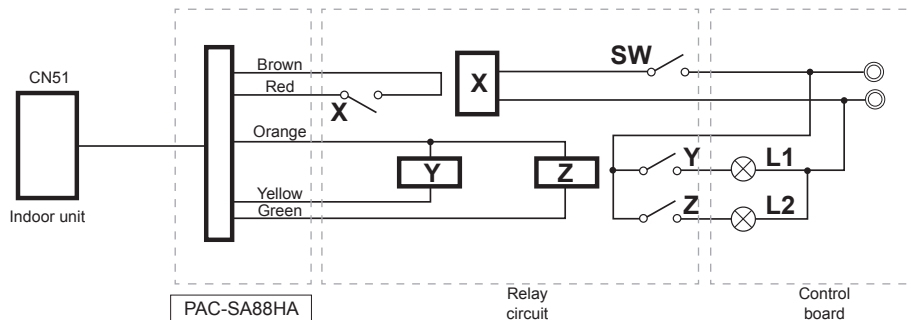 CN51
Indoor unit
PAC-SA88HA
Brown
Red
X
Orange
Yellow
Green
X
SW
Y
Z
Y
L1
Z
L2
Relay
circuit
Control
board